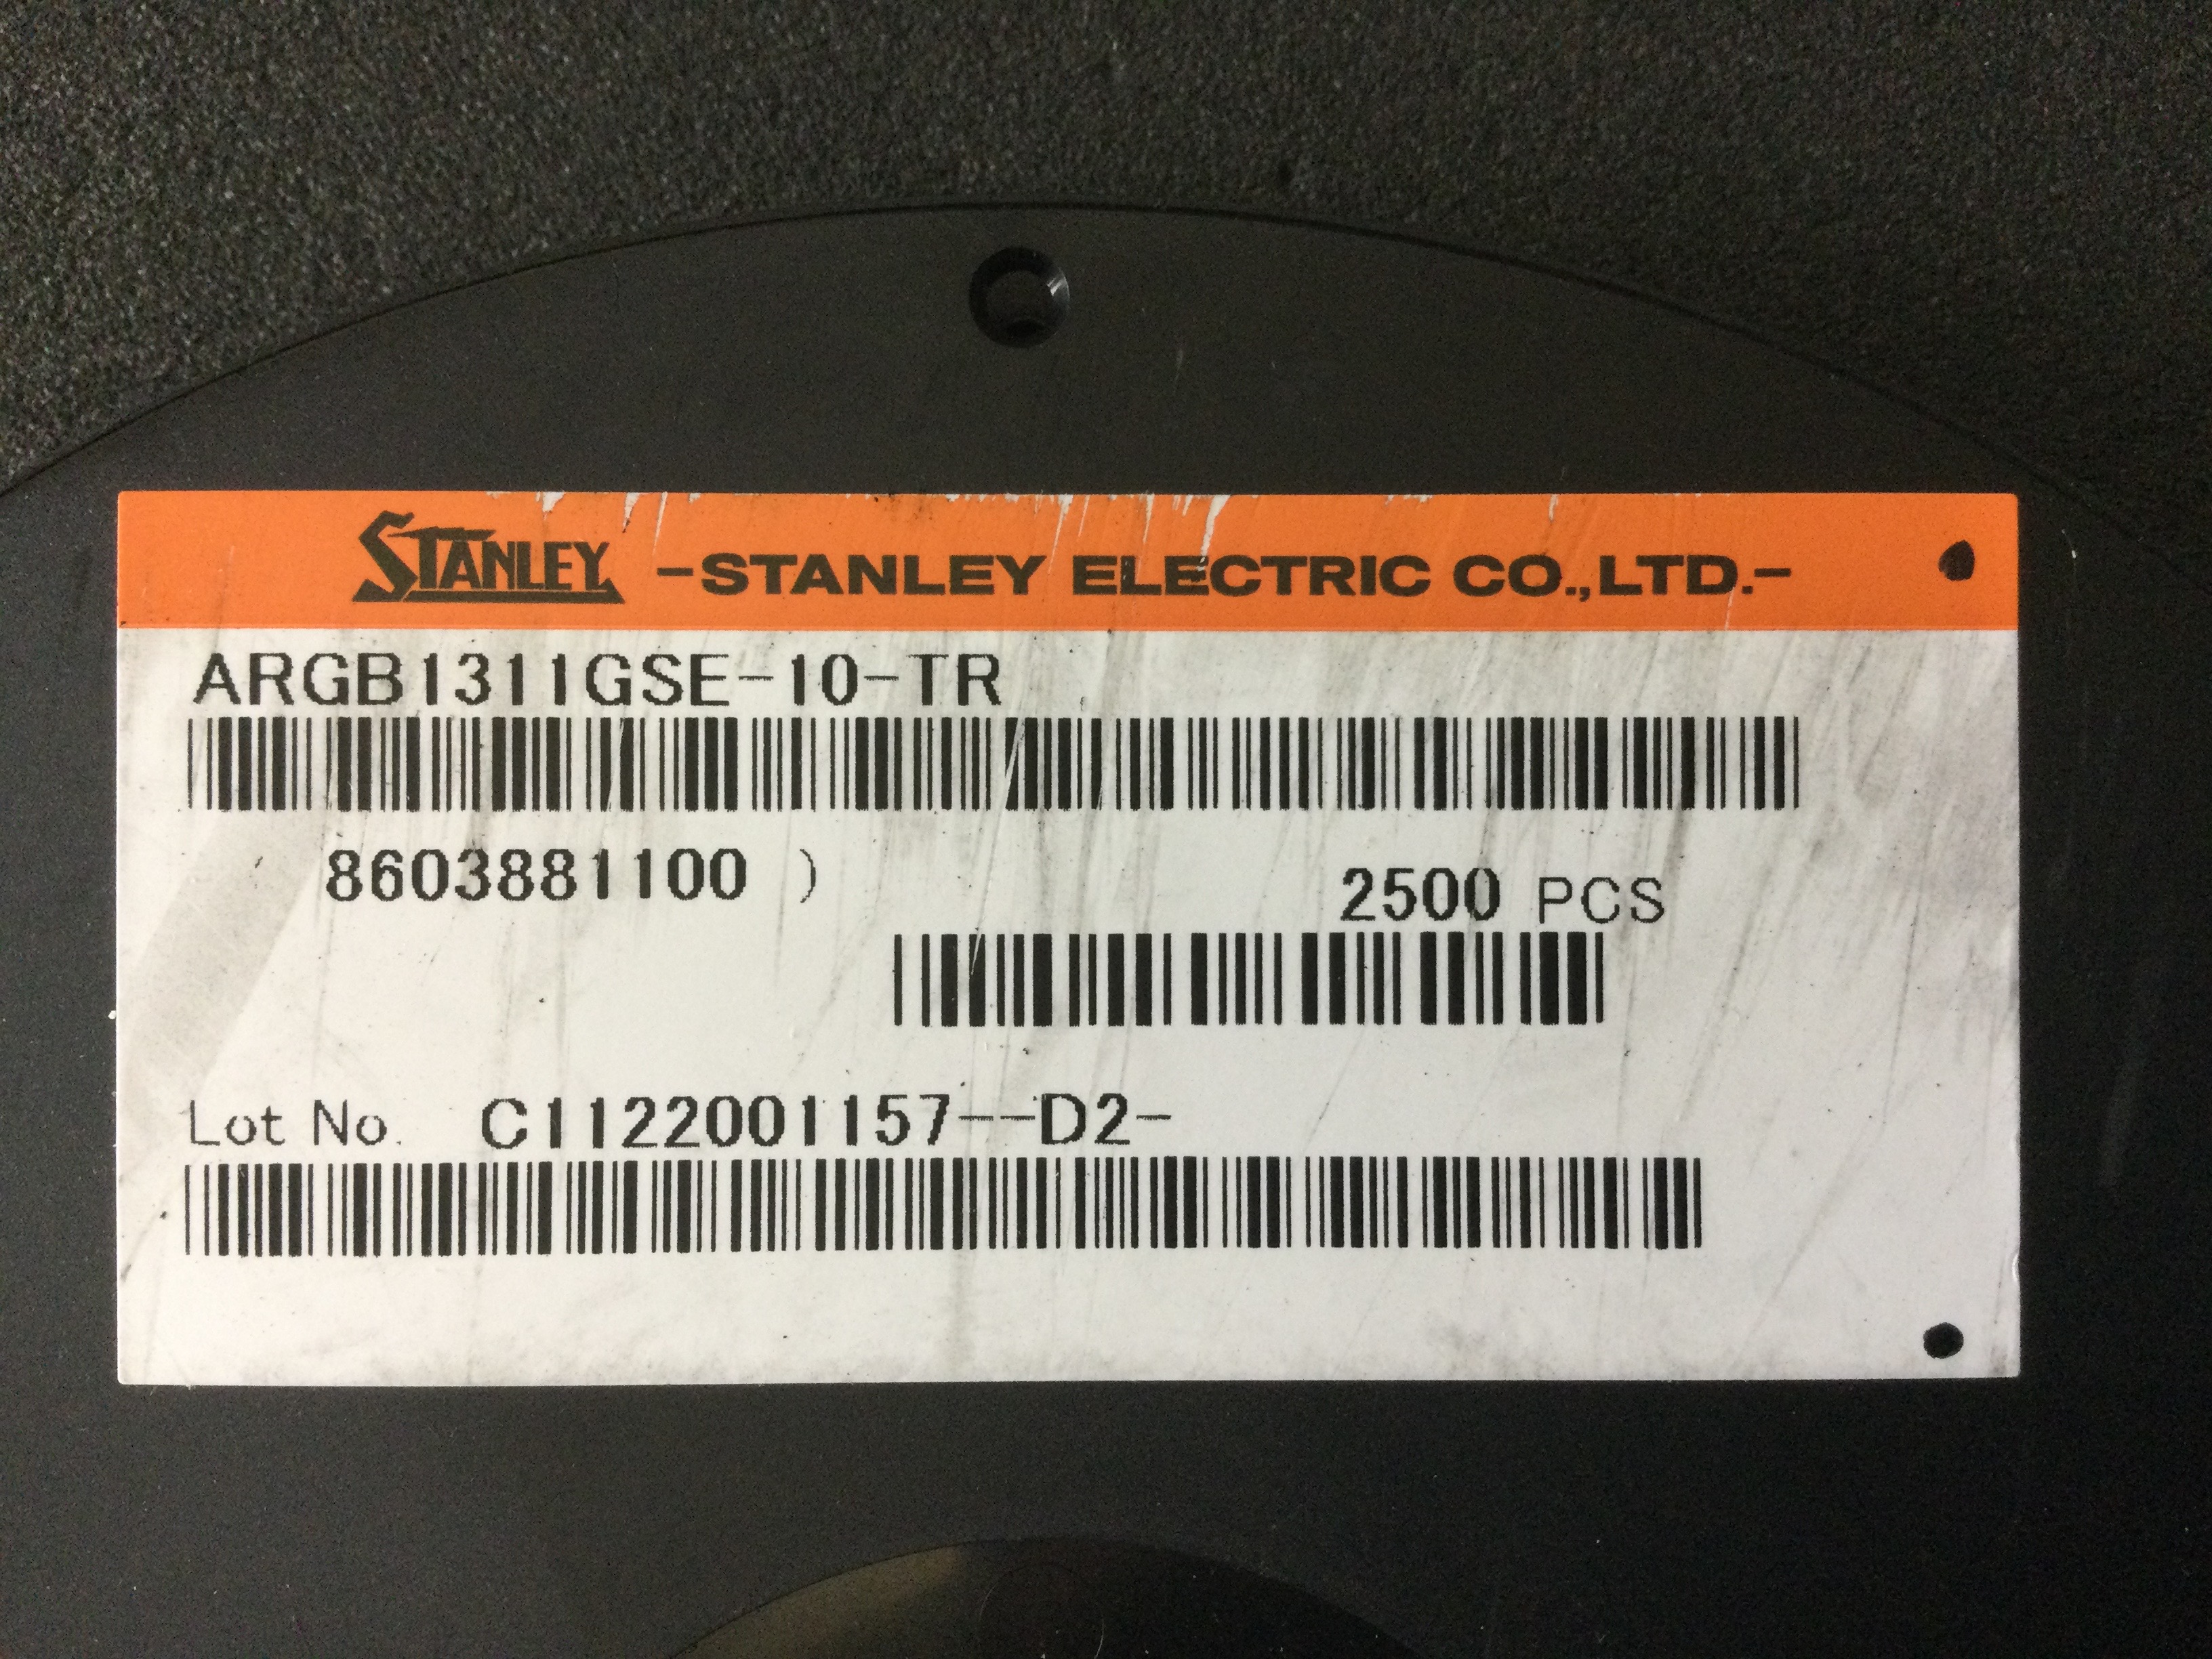 STANLEY -STANLEY ELECTRIC CO.,LTD.-
ARGB1311GSE-10-TR
8603881100 )
2500 PCS
Lot No. C1122001157--D2-